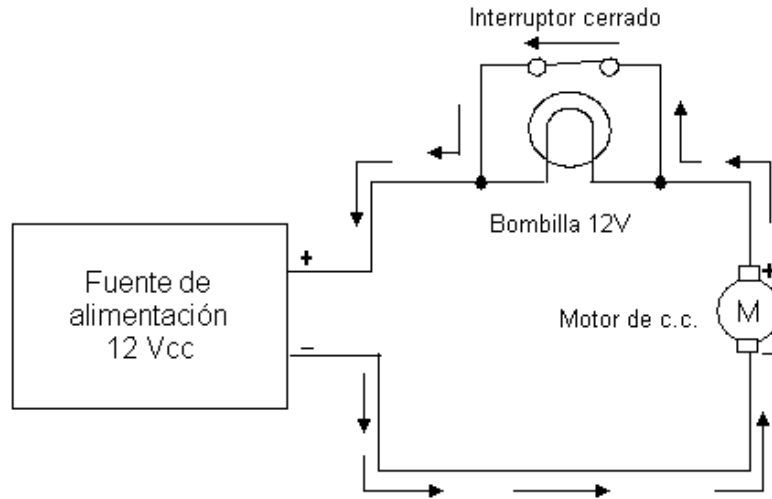 Interruptor cerrado
Bombilla 12V
+
Fuente de
alimentación
12 Vcc
–
Motor de c.c.
+
M
–